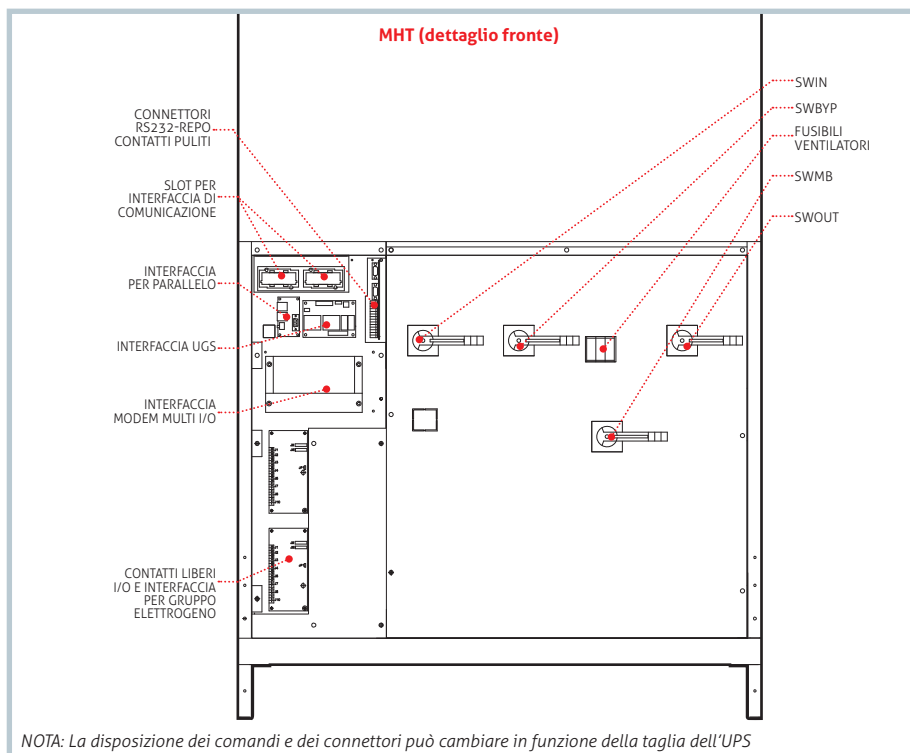 MHT (dettaglio fronte)
CONNETTORI
RS232-REPO
CONTATTI PULITI
SLOT PER
INTERFACCIA DI
COMUNICAZIONE
INTERFACCIA
PER PARALLELO
INTERFACCIA UGS
INTERFACCIA
MODEM MULTI I/O
CONTATTI LIBERI
I/O E INTERFACCIA
PER GRUPPO
ELETTROGENO
SWIN
SWBYP
FUSIBILI
VENTILATORI
SWMB
SWOUT
NOTA: La disposizione dei comandi e dei connettori può cambiare in funzione della taglia dell'UPS